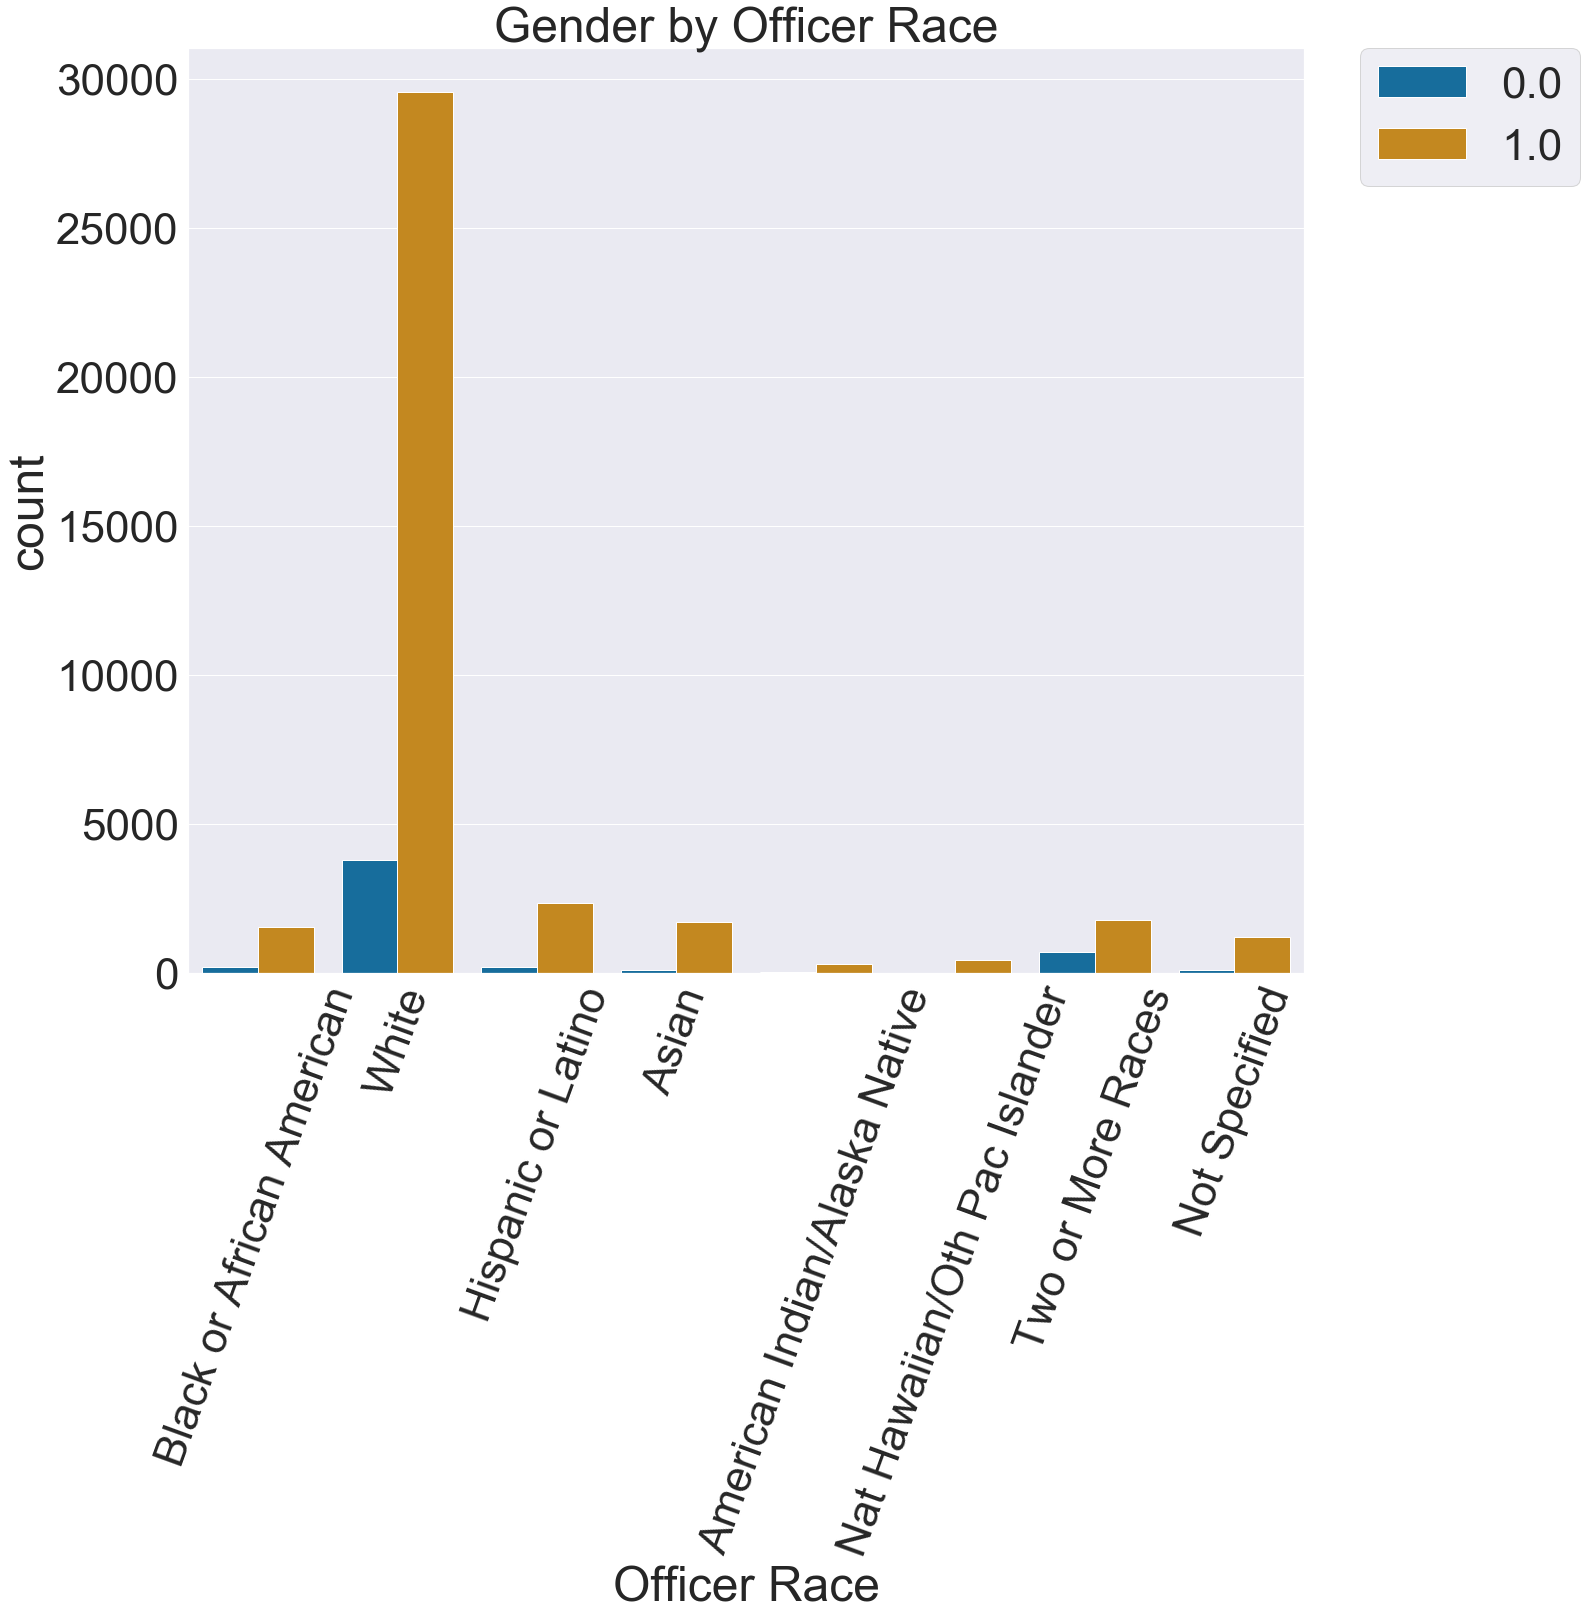 Gender by Officer Race
0.0
1.0
30000
25000
20000
15000
10000
5000
0
count
Black or African American
White
Hispanic or Latino
Asian
American Indian/Alaska Native
Nat Hawaiian/Oth Pac Islander
Two or More Races
Not Specified
Officer Race